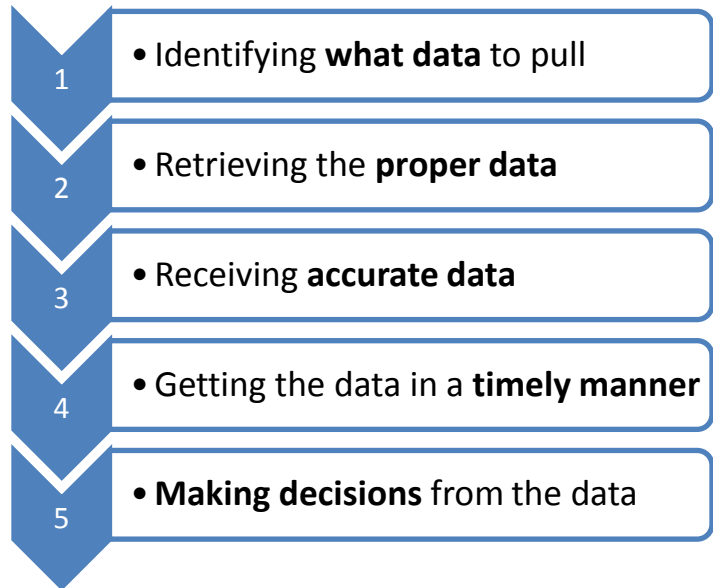 1
• Identifying what data to pull
2
• Retrieving the proper data
3
• Receiving accurate data
4
• Getting the data in a timely manner
5
• Making decisions from the data